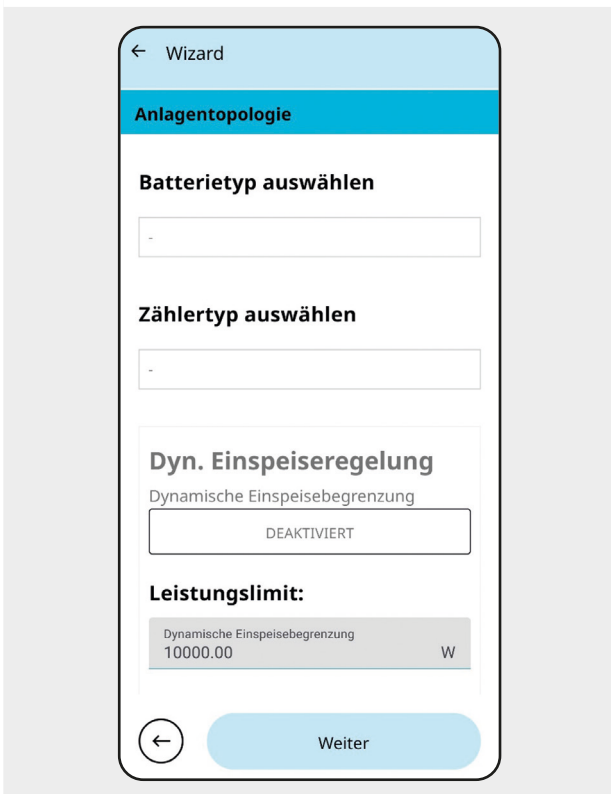 ← Wizard
Anlagentopologie
Batterietyp auswählen
-
Zählertyp auswählen
-
Dyn. Einspeiseregelung
Dynamische Einspeisebegrenzung
DEAKTIVIERT
Leistungslimit:
Dynamische Einspeisebegrenzung
10000.00 W
← Weiter